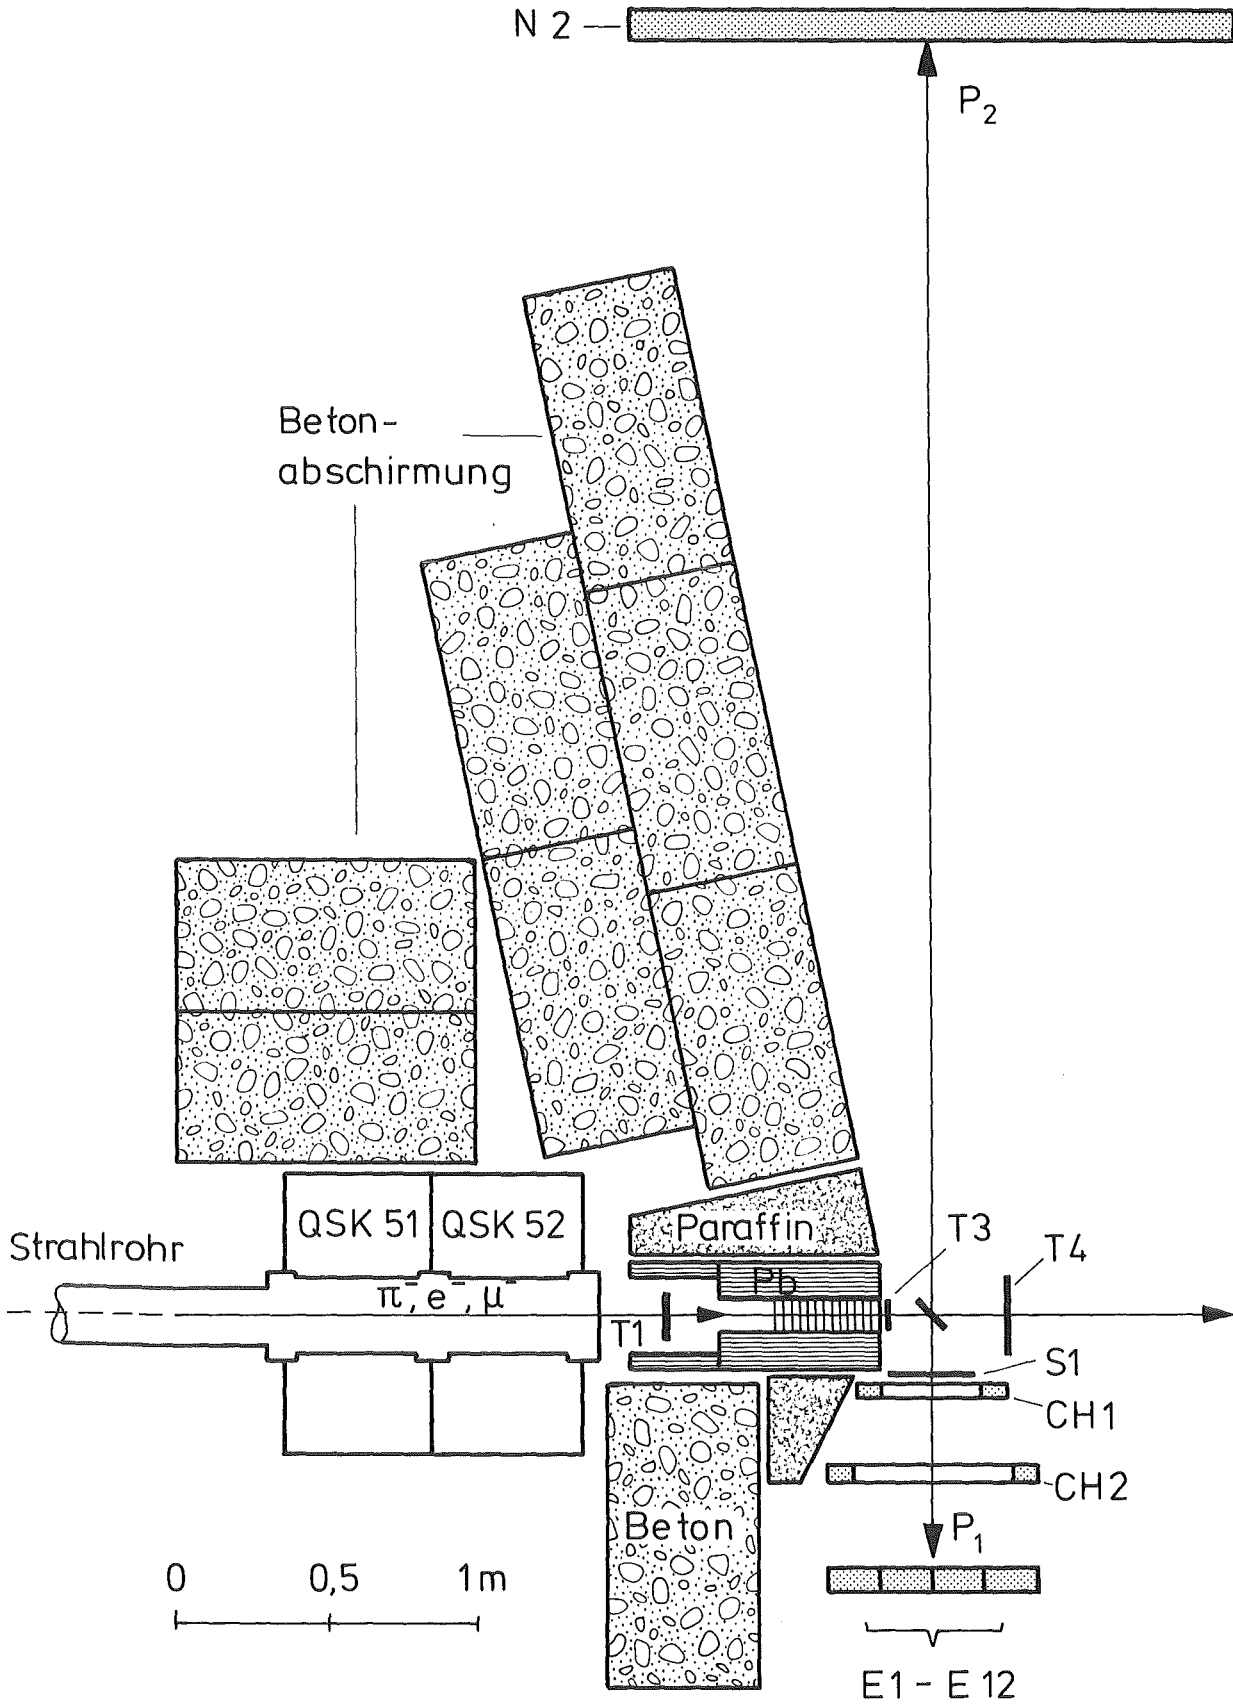 N 2
P2
Beton-
abschirmung
QSK 51 QSK 52
Paraffin
T3
Strahlrohr
T4
Pb
π⁻, e⁻, μ⁻
T1
S1
CH1
CH2
P1
Beton
0 0,5 1m
E1 - E 12